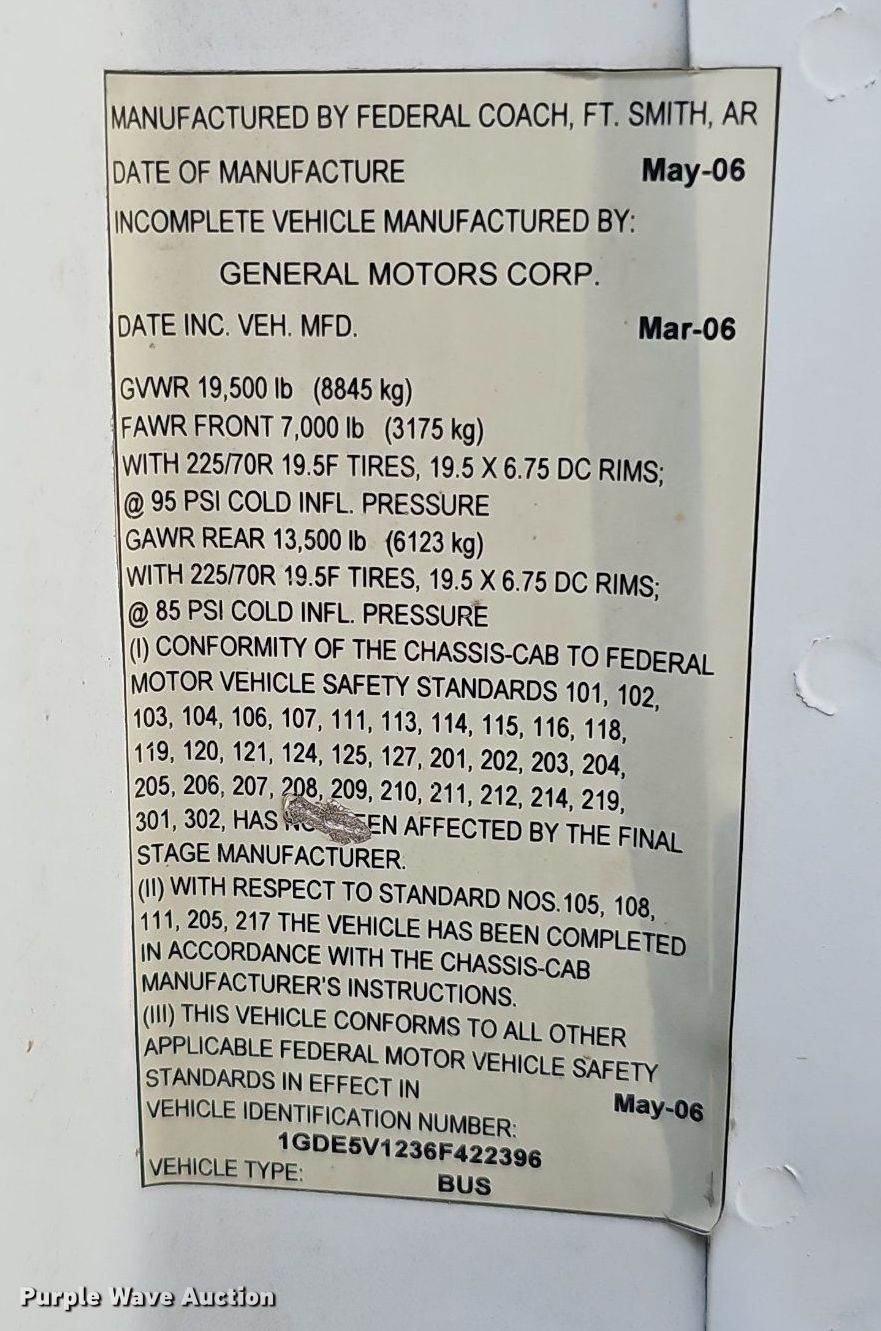 MANUFACTURED BY FEDERAL COACH, FT. SMITH, AR
DATE OF MANUFACTURE May-06
INCOMPLETE VEHICLE MANUFACTURED BY:
GENERAL MOTORS CORP.
DATE INC. VEH. MFD. Mar-06
GVWR 19,500 lb (8845 kg)
FAWR FRONT 7,000 lb (3175 kg)
WITH 225/70R 19.5F TIRES, 19.5 X 6.75 DC RIMS;
@ 95 PSI COLD INFL. PRESSURE
GAWR REAR 13,500 lb (6123 kg)
WITH 225/70R 19.5F TIRES, 19.5 X 6.75 DC RIMS;
@ 85 PSI COLD INFL. PRESSURE
(I) CONFORMITY OF THE CHASSIS-CAB TO FEDERAL
MOTOR VEHICLE SAFETY STANDARDS 101, 102,
103, 104, 106, 107, 111, 113, 114, 115, 116, 118,
119, 120, 121, 124, 125, 127, 201, 202, 203, 204,
205, 206, 207, 208, 209, 210, 211, 212, 214, 219,
301, 302, HAS AFFECTED BY THE FINAL
STAGE MANUFACTURER.
(II) WITH RESPECT TO STANDARD NOS.105, 108,
111, 205, 217 THE VEHICLE HAS BEEN COMPLETED
IN ACCORDANCE WITH THE CHASSIS-CAB
MANUFACTURER'S INSTRUCTIONS.
(III) THIS VEHICLE CONFORMS TO ALL OTHER
APPLICABLE FEDERAL MOTOR VEHICLE SAFETY
STANDARDS IN EFFECT IN May-06
VEHICLE IDENTIFICATION NUMBER:
1GDE5V1236F422396
VEHICLE TYPE: BUS
Purple Wave Auction